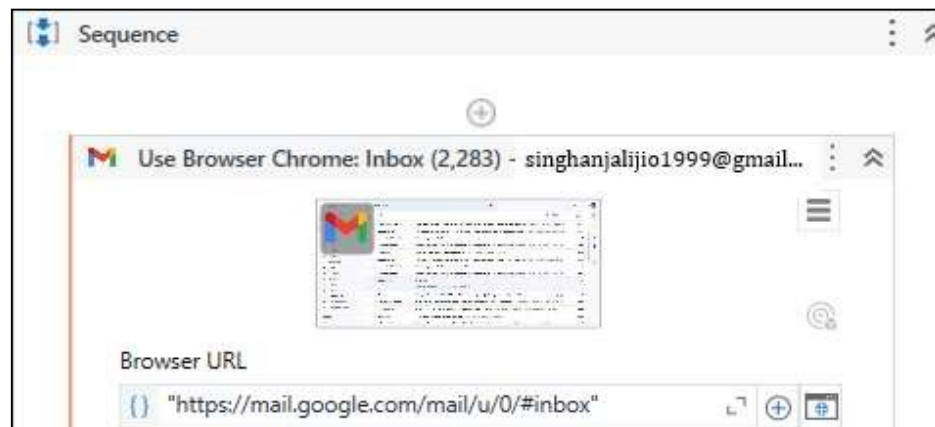 Sequence
Use Browser Chrome: Inbox (2,283) - singhanjalijio1999@gmail...
Browser URL
{} "https://mail.google.com/mail/u/0/#inbox"